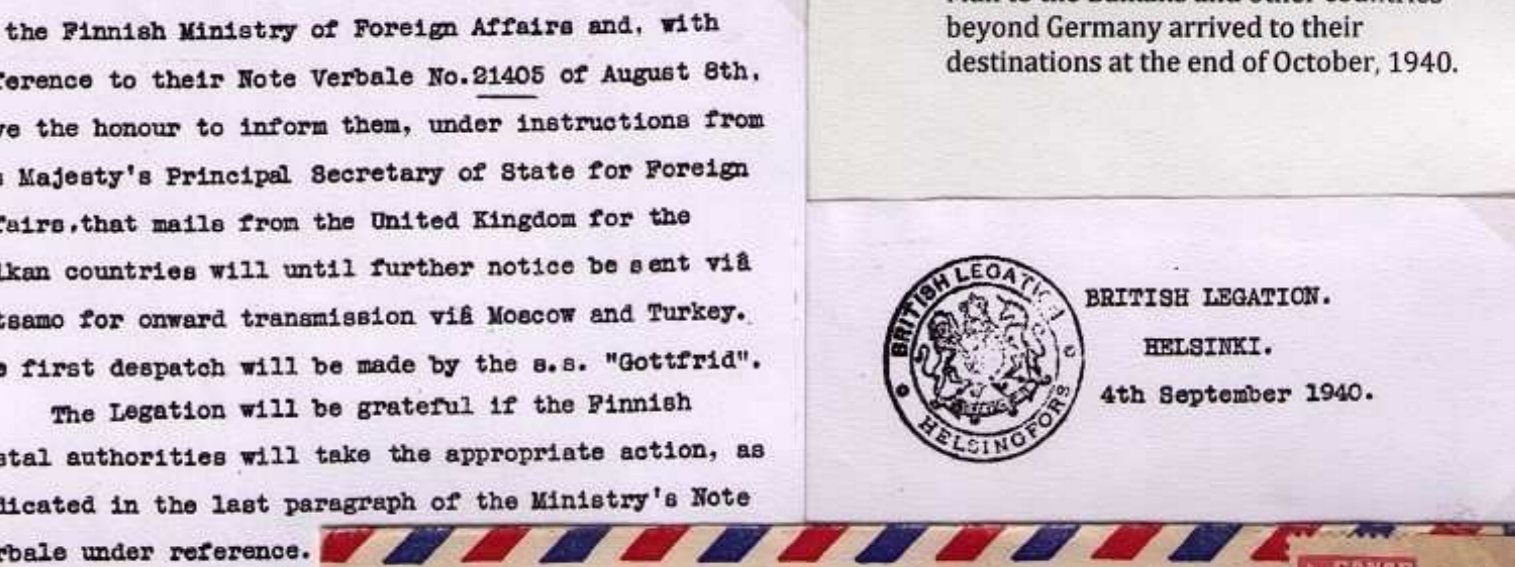 the Finnish Ministry of Foreign Affairs and, with
ference to their Note Verbale No.21405 of August 8th,
ve the honour to inform them, under instructions from
s Majesty's Principal Secretary of State for Foreign
fairs,that mails from the United Kingdom for the
lkan countries will until further notice be sent viâ
tsamo for onward transmission viâ Moscow and Turkey.
e first despatch will be made by the s.s. "Gottfrid".
The Legation will be grateful if the Finnish
stal authorities will take the appropriate action, as
dicated in the last paragraph of the Ministry's Note
rbale under reference.
to the Balkans and other countries
beyond Germany arrived to their
destinations at the end of October, 1940.
BRITISH LEGATION
HELSINGFORS
BRITISH LEGATION.
HELSINKI.
4th September 1940.